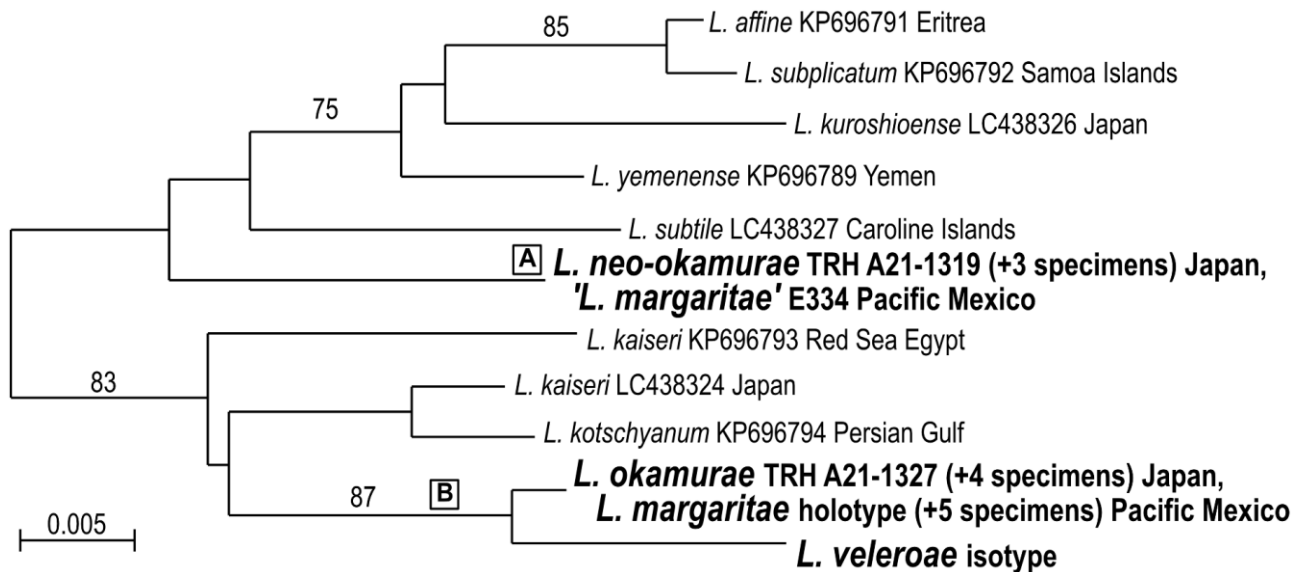 85
L. affine KP696791 Eritrea
L. subplicatum KP696792 Samoa Islands
75
L. kuroshioense LC438326 Japan
L. yemenense KP696789 Yemen
L. subtile LC438327 Caroline Islands
A L. neo-okamurae TRH A21-1319 (+3 specimens) Japan,
'L. margaritae' E334 Pacific Mexico
L. kaiseri KP696793 Red Sea Egypt
83
L. kaiseri LC438324 Japan
L. kotschyanum KP696794 Persian Gulf
L. okamurae TRH A21-1327 (+4 specimens) Japan,
87 B L. margaritae holotype (+5 specimens) Pacific Mexico
0.005
L. veleroae isotype